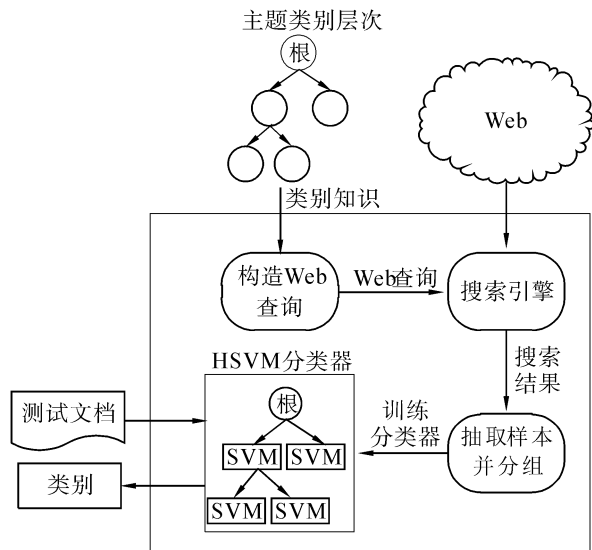 主题类别层次
根
Web
类别知识
构造Web
查询
Web查询
搜索引擎
搜索
结果
HSVM分类器
测试文档
根
训练
分类器
抽取样本
并分组
SVM
SVM
类别
SVM
SVM